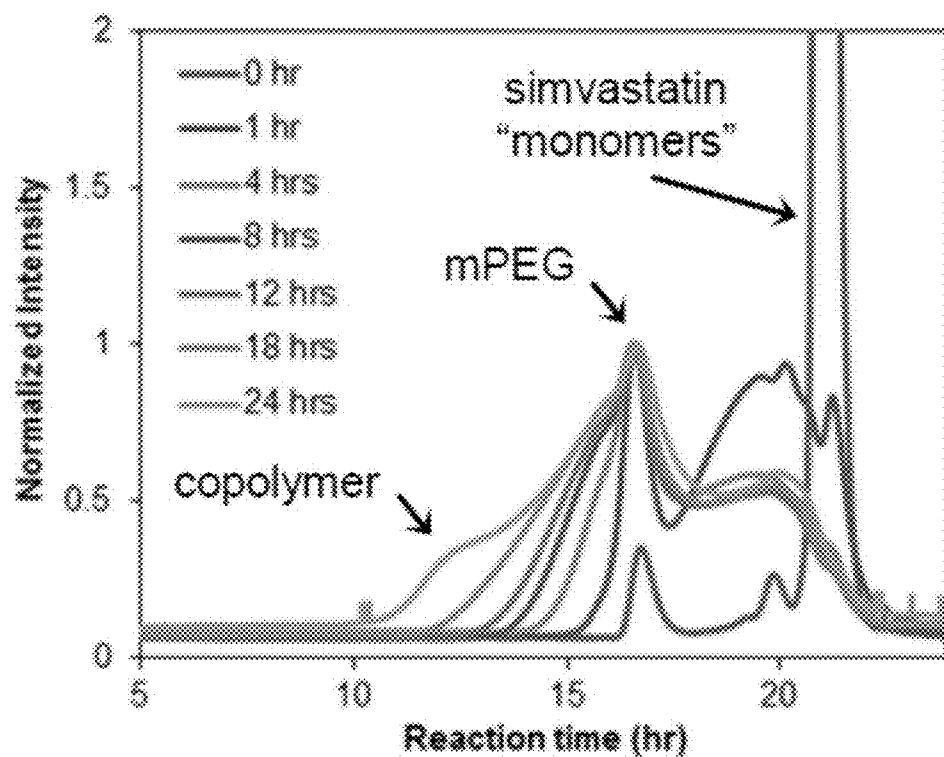 2
1.5
1
0.5
0
Normalized Intensity
0 hr
1 hr
4 hrs
8 hrs
12 hrs
18 hrs
24 hrs
simvastatin
“monomers”
mPEG
copolymer
5
10
15
20
Reaction time (hr)